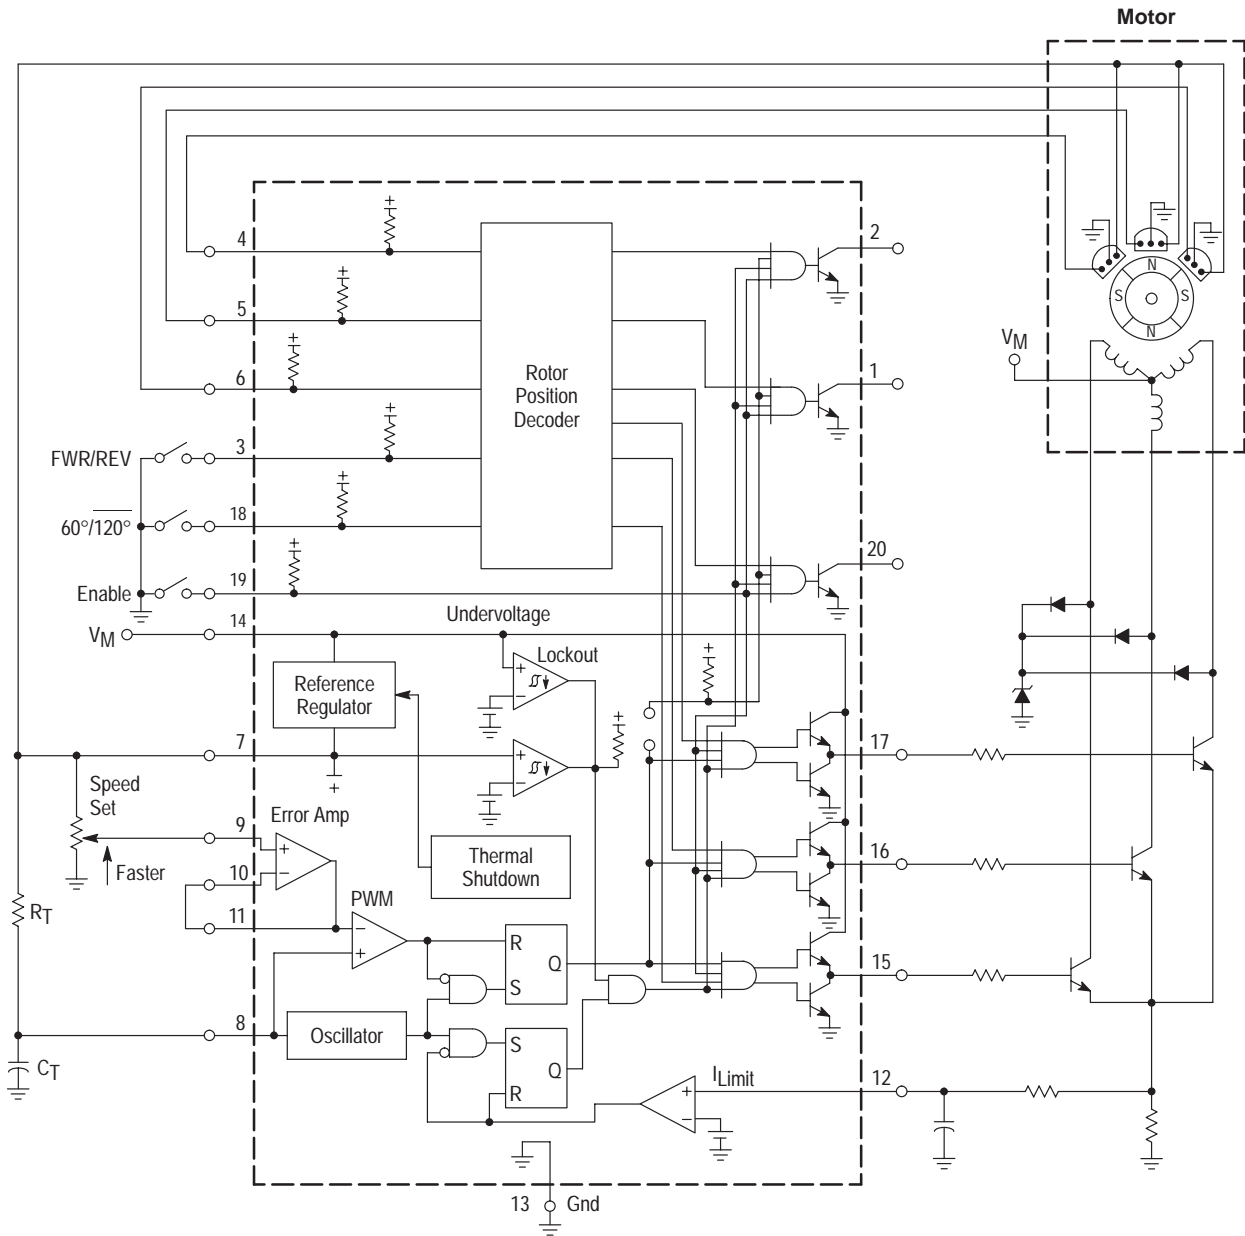 Motor
4
2
N
S
S
N
5
VM
6
Rotor
Position
Decoder
1
FWR/REV
3
60°/120°
18
20
Enable
19
Undervoltage
VM
14
Lockout
Reference
Regulator
7
17
Speed
Set
9
Error Amp
Thermal
Shutdown
16
Faster
10
RT
11
PWM
R
Q
S
15
8
Oscillator
S
Q
R
CT
ILimit
12
13
Gnd